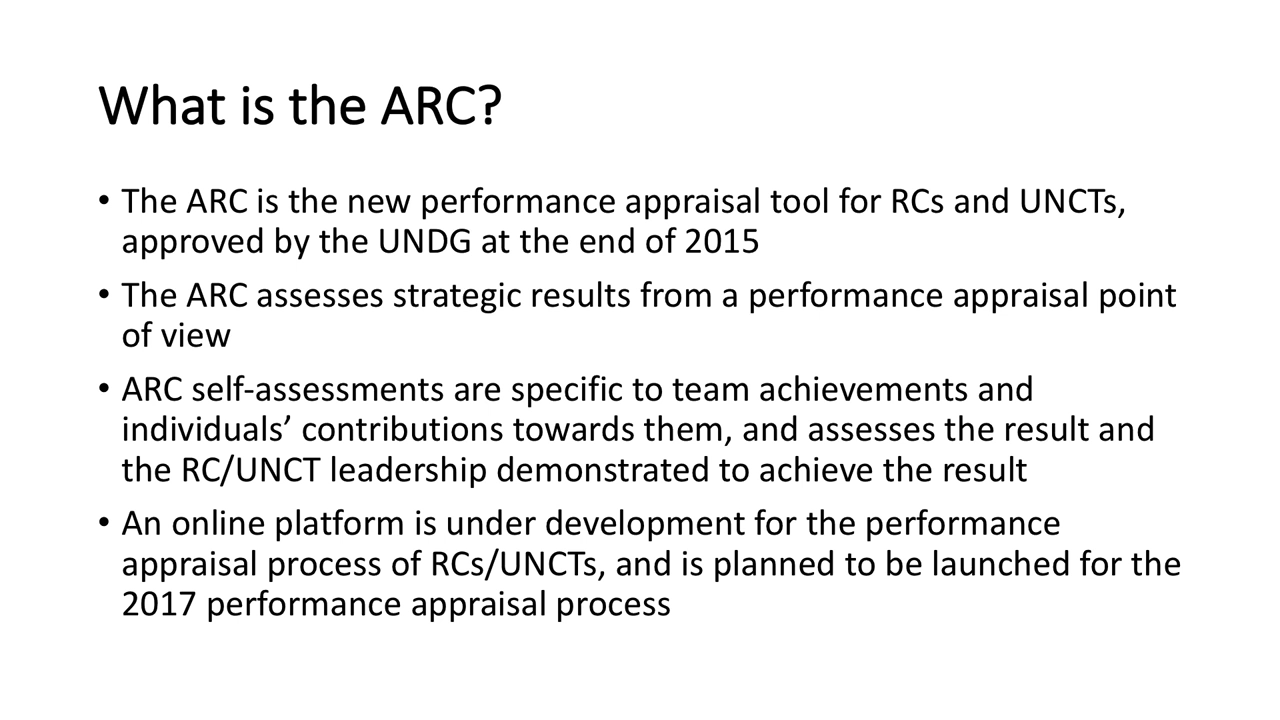 What is the ARC?
• The ARC is the new performance appraisal tool for RCs and UNCTs,
approved by the UNDG at the end of 2015
• The ARC assesses strategic results from a performance appraisal point
of view
• ARC self-assessments are specific to team achievements and
individuals’ contributions towards them, and assesses the result and
the RC/UNCT leadership demonstrated to achieve the result
• An online platform is under development for the performance
appraisal process of RCs/UNCTs, and is planned to be launched for the
2017 performance appraisal process